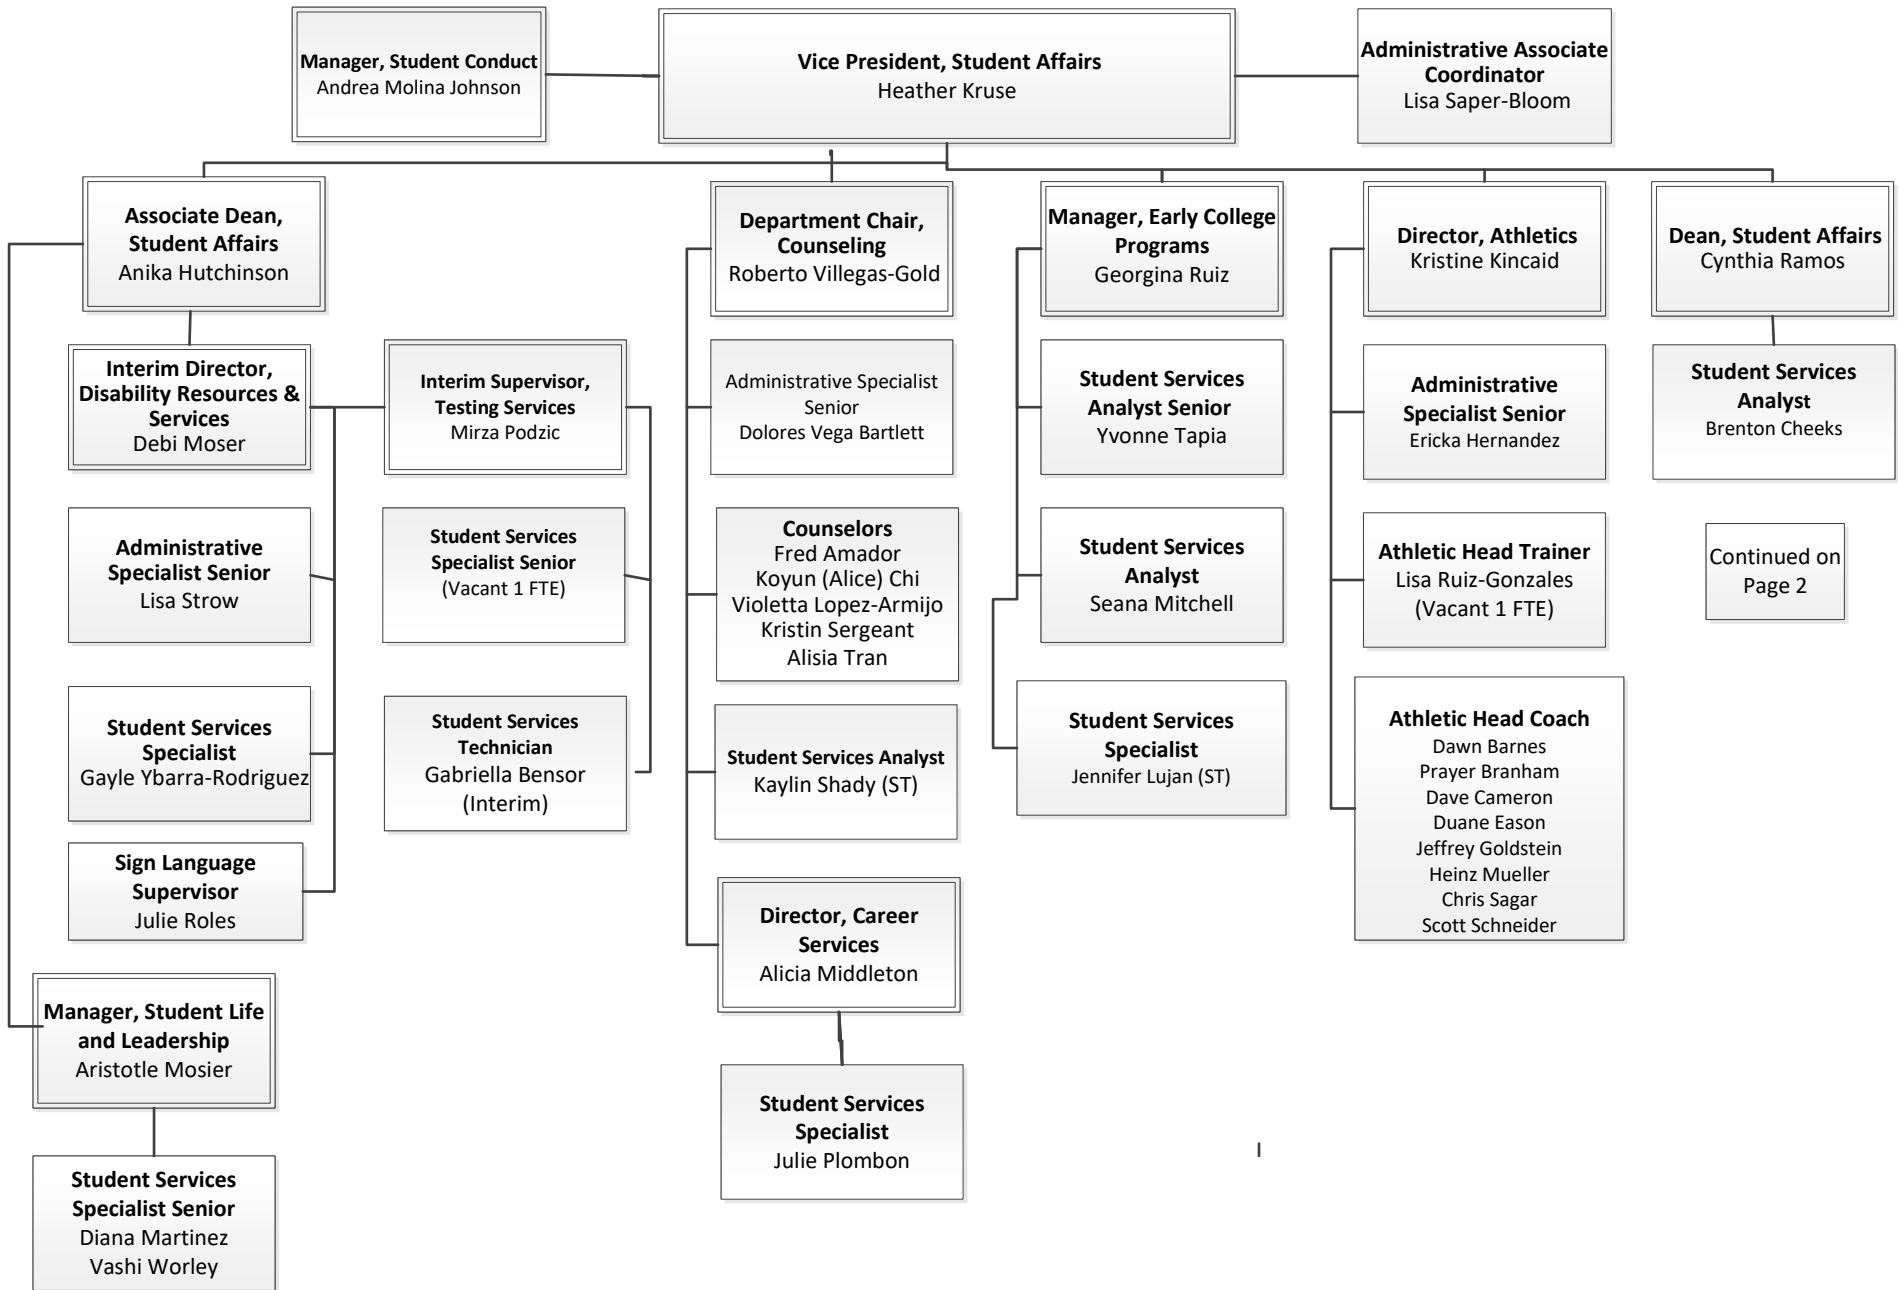 Manager, Student Conduct
Andrea Molina Johnson
Vice President, Student Affairs
Heather Kruse
Administrative Associate
Coordinator
Lisa Saper-Bloom
Associate Dean,
Student Affairs
Anika Hutchinson
Department Chair,
Counseling
Roberto Villegas-Gold
Manager, Early College
Programs
Georgina Ruiz
Director, Athletics
Kristine Kincaid
Dean, Student Affairs
Cynthia Ramos
Interim Director,
Disability Resources &
Services
Debi Moser
Interim Supervisor,
Testing Services
Mirza Podzic
Administrative Specialist
Senior
Dolores Vega Bartlett
Student Services
Analyst Senior
Yvonne Tapia
Administrative
Specialist Senior
Ericka Hernandez
Student Services
Analyst
Brenton Cheeks
Administrative
Specialist Senior
Lisa Strow
Student Services
Specialist Senior
(Vacant 1 FTE)
Counselors
Fred Amador
Koyun (Alice) Chi
Violetta Lopez-Armijo
Kristin Sergeant
Alisia Tran
Student Services
Analyst
Seana Mitchell
Athletic Head Trainer
Lisa Ruiz-Gonzales
(Vacant 1 FTE)
Continued on
Page 2
Student Services
Specialist
Gayle Ybarra-Rodriguez
Student Services
Technician
Gabriella Bensor
(Interim)
Student Services Analyst
Kaylin Shady (ST)
Student Services
Specialist
Jennifer Lujan (ST)
Athletic Head Coach
Dawn Barnes
Prayer Branham
Dave Cameron
Duane Eason
Jeffrey Goldstein
Heinz Mueller
Chris Sagar
Scott Schneider
Sign Language
Supervisor
Julie Roles
Director, Career
Services
Alicia Middleton
Manager, Student Life
and Leadership
Aristotle Mosier
Student Services
Specialist
Julie Plombon
Student Services
Specialist Senior
Diana Martinez
Vashi Worley